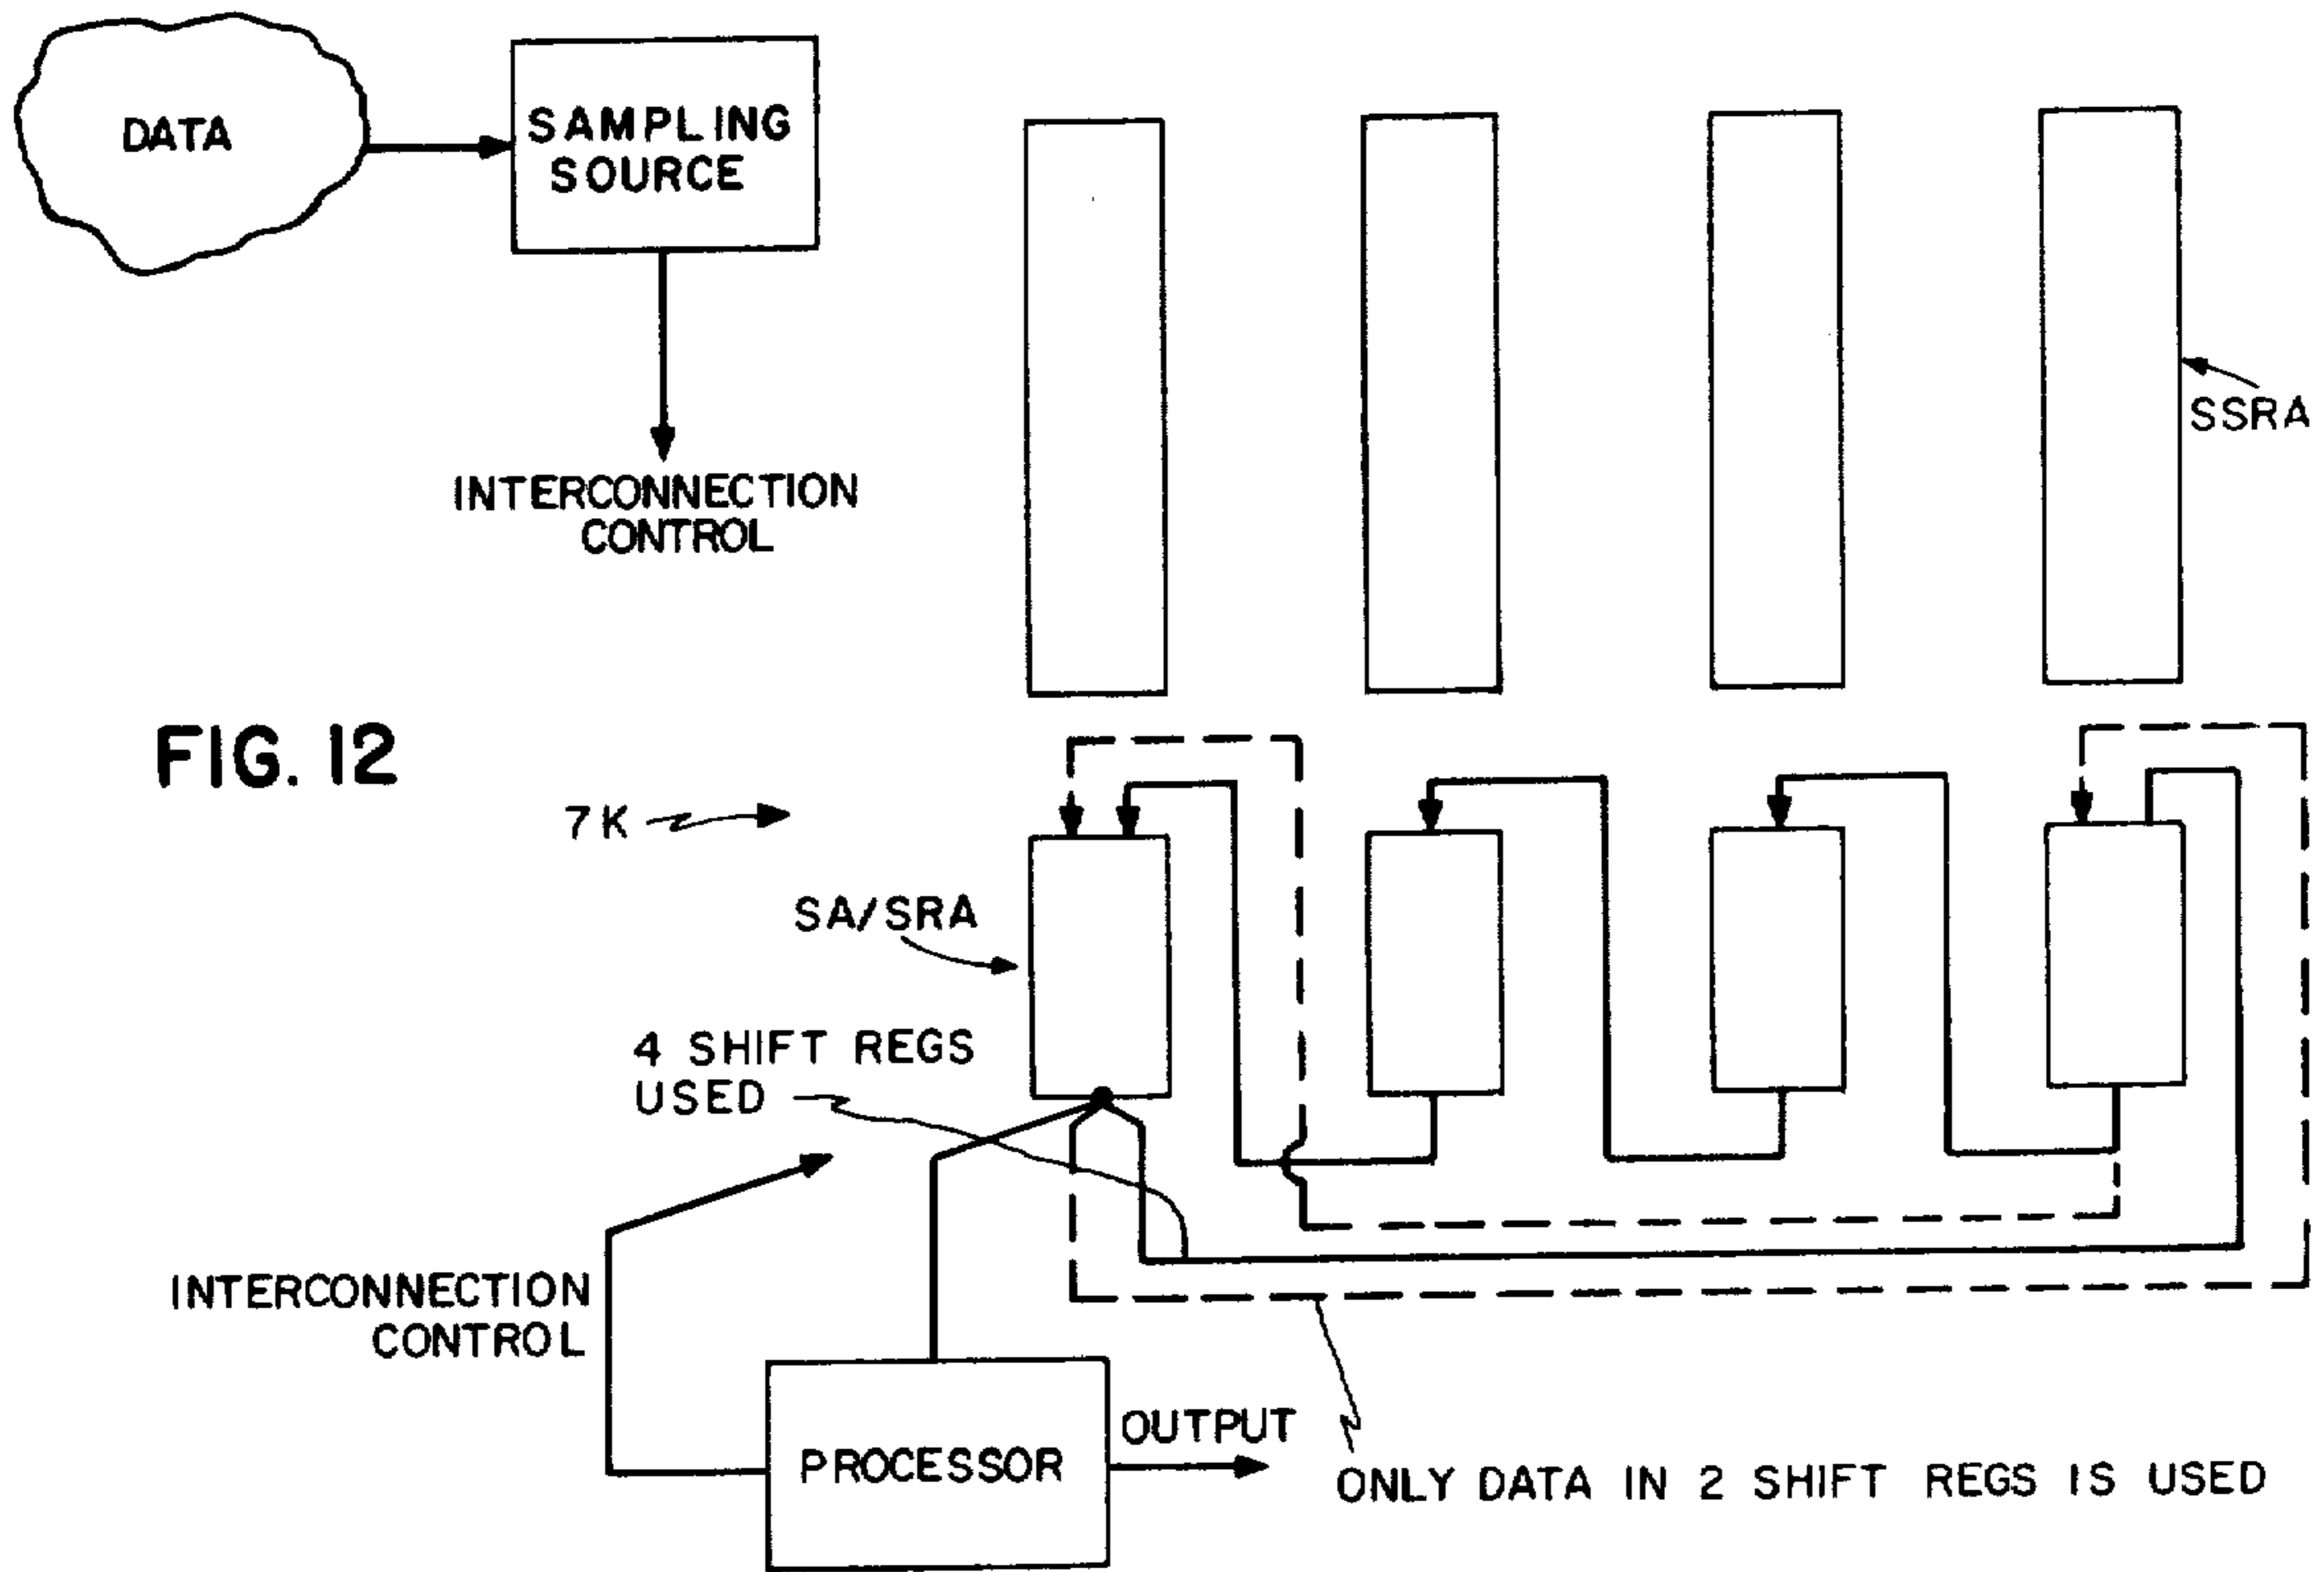 DATA
SAMPLING
SOURCE
INTERCONNECTION
CONTROL
SSRA
FIG. 12
7K
SA/SRA
4 SHIFT REGS
USED
INTERCONNECTION
CONTROL
PROCESSOR
OUTPUT
ONLY DATA IN 2 SHIFT REGS IS USED